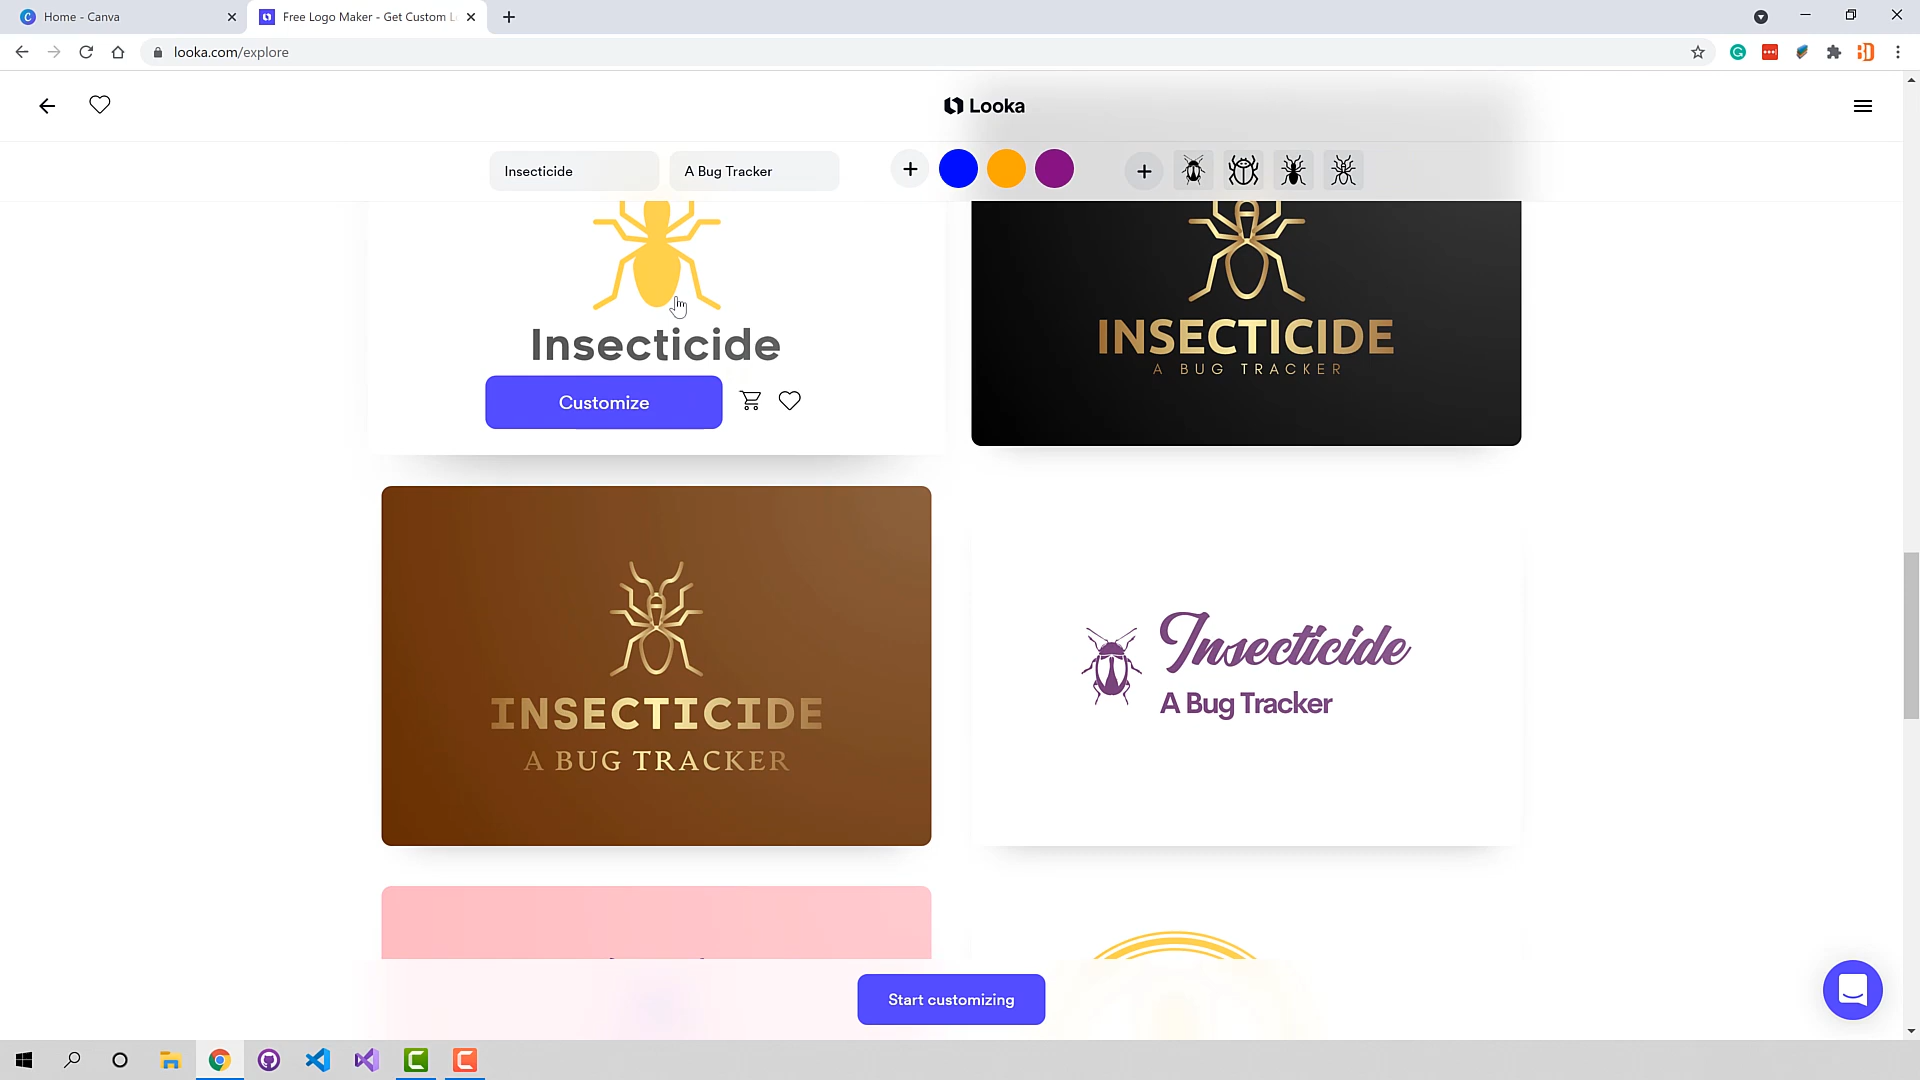 Home - Canva
Free Logo Maker - Get Custom L
looka.com/explore
Looka
Insecticide
A Bug Tracker
Insecticide
Customize
INSECTICIDE
A BUG TRACKER
INSECTICIDE
A BUG TRACKER
Insecticide
A Bug Tracker
Start customizing